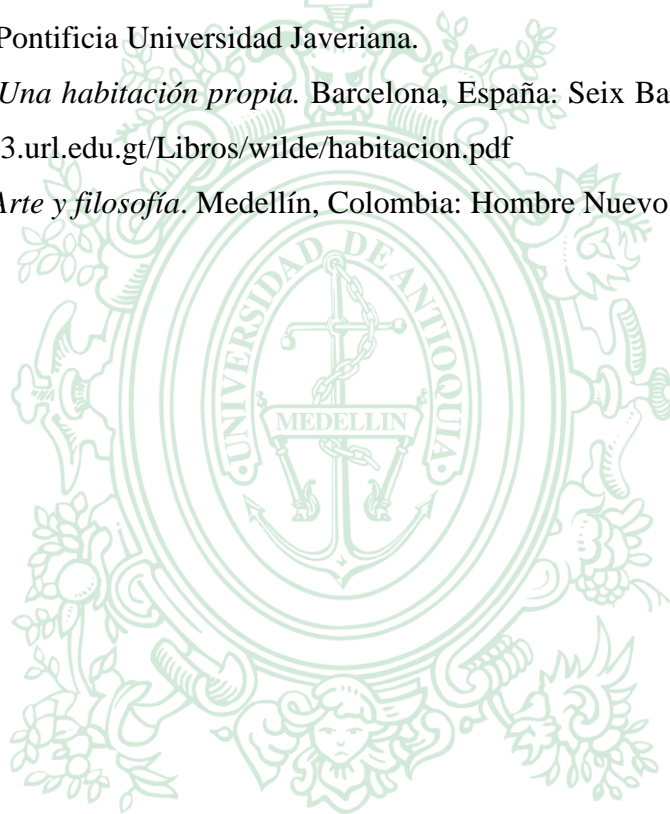 Pontificia Universidad Javeriana.
Una habitación propia. Barcelona, España: Seix Ba
3.url.edu.gt/Libros/wilde/habitacion.pdf
Arte y filosofía. Medellín, Colombia: Hombre Nuevo
UNIVERSIDAD DE ANTIOQUIA
MEDELLIN